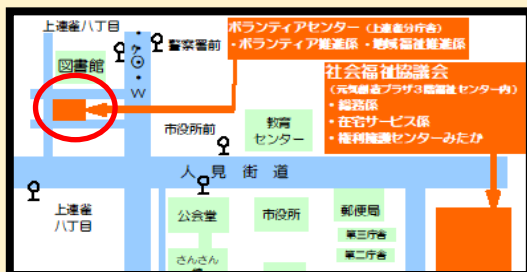 上連雀八丁目
ボランティアセンター（上連雀分庁舎）
・ボランティア推進係・地域福祉推進係
図書館
警察署前
社会福祉協議会
（元気創造プラザ３階福祉センター内）
・総務係
・在宅サービス係
・権利擁護センターみたか
市役所前
教育
センター
人見街道
上連雀
八丁目
公会堂
市役所
郵便局
第三庁舎
第二庁舎
さんさん